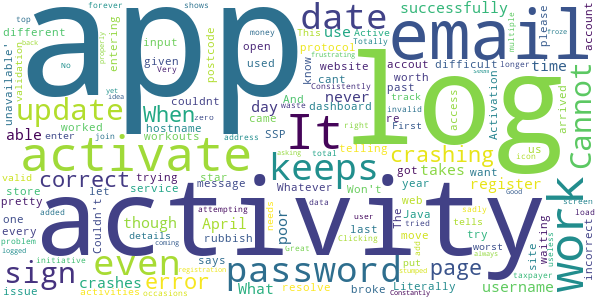 forever shows different input given used
top This No Very
unavailable' validation
app
date
open
And
email
successfully
postcode entering
use Active Totally
protocol website
know cant
please account
multiple froze
frustrating
back properly
money
yet idea
update When
able worked
enter join
couldnt
never
day hostname
workouts
Consistently
dashboard
came SSP
zero address
log
accout difficult time
worth past track
Activation
First re
invalid
access
longer seems
arrived
Cannot
us icon
activate It
keeps
crashing
right
asking
telling
total
valid trying
store pretty
correct
star
let message
service
Whatever
Won't
got takes
year want
register
Good
web Java
user data
though
Couldn't
activity
work
one every problem logged
added
sign even
April
crashes
rubbish
says
details
issue activities occasions
initiative
error
poor
last
What resolve
password
attempting
needs
broke
Literally
Great Clicking
coming
registration
The move
put add
page
tells try
site worst
tried
stumped
Constantly
sadly
always
useless
taxpayer
waste
waiting
incorrect
screen load